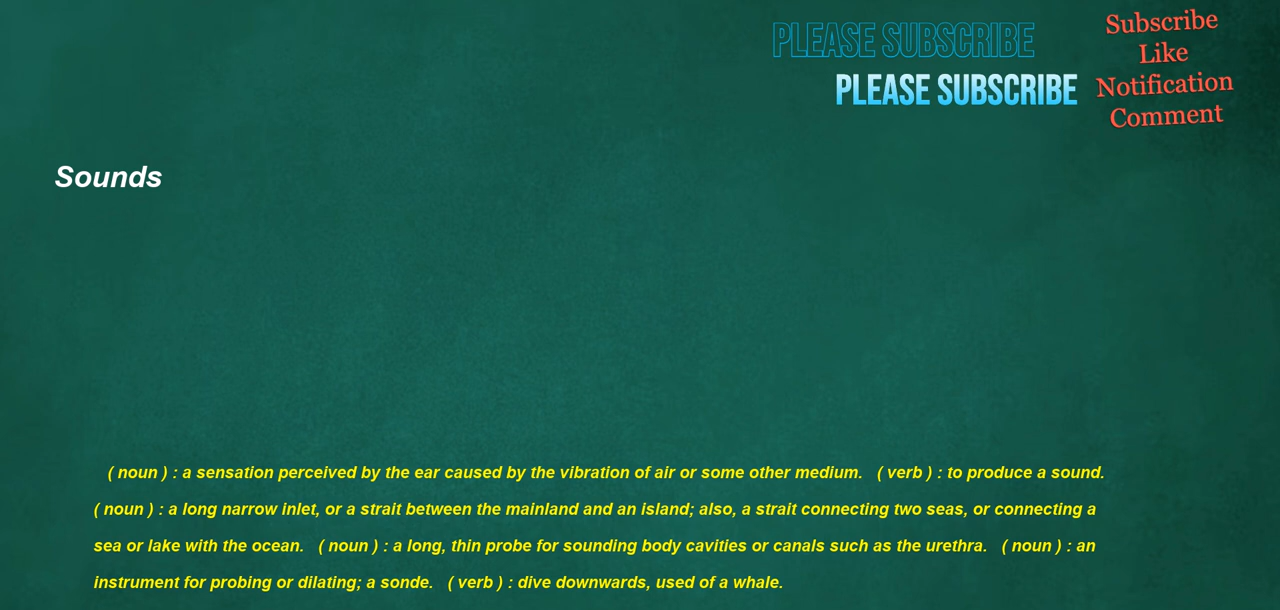 PLEASE SUBSCRIBE
PLEASE SUBSCRIBE
Subscribe
Like
Notification
Comment
Sounds
( noun ) : a sensation perceived by the ear caused by the vibration of air or some other medium. ( verb ) : to produce a sound.
( noun ) : a long narrow inlet, or a strait between the mainland and an island; also, a strait connecting two seas, or connecting a
sea or lake with the ocean. ( noun ) : a long, thin probe for sounding body cavities or canals such as the urethra. ( noun ) : an
instrument for probing or dilating; a sonde. ( verb ) : dive downwards, used of a whale.